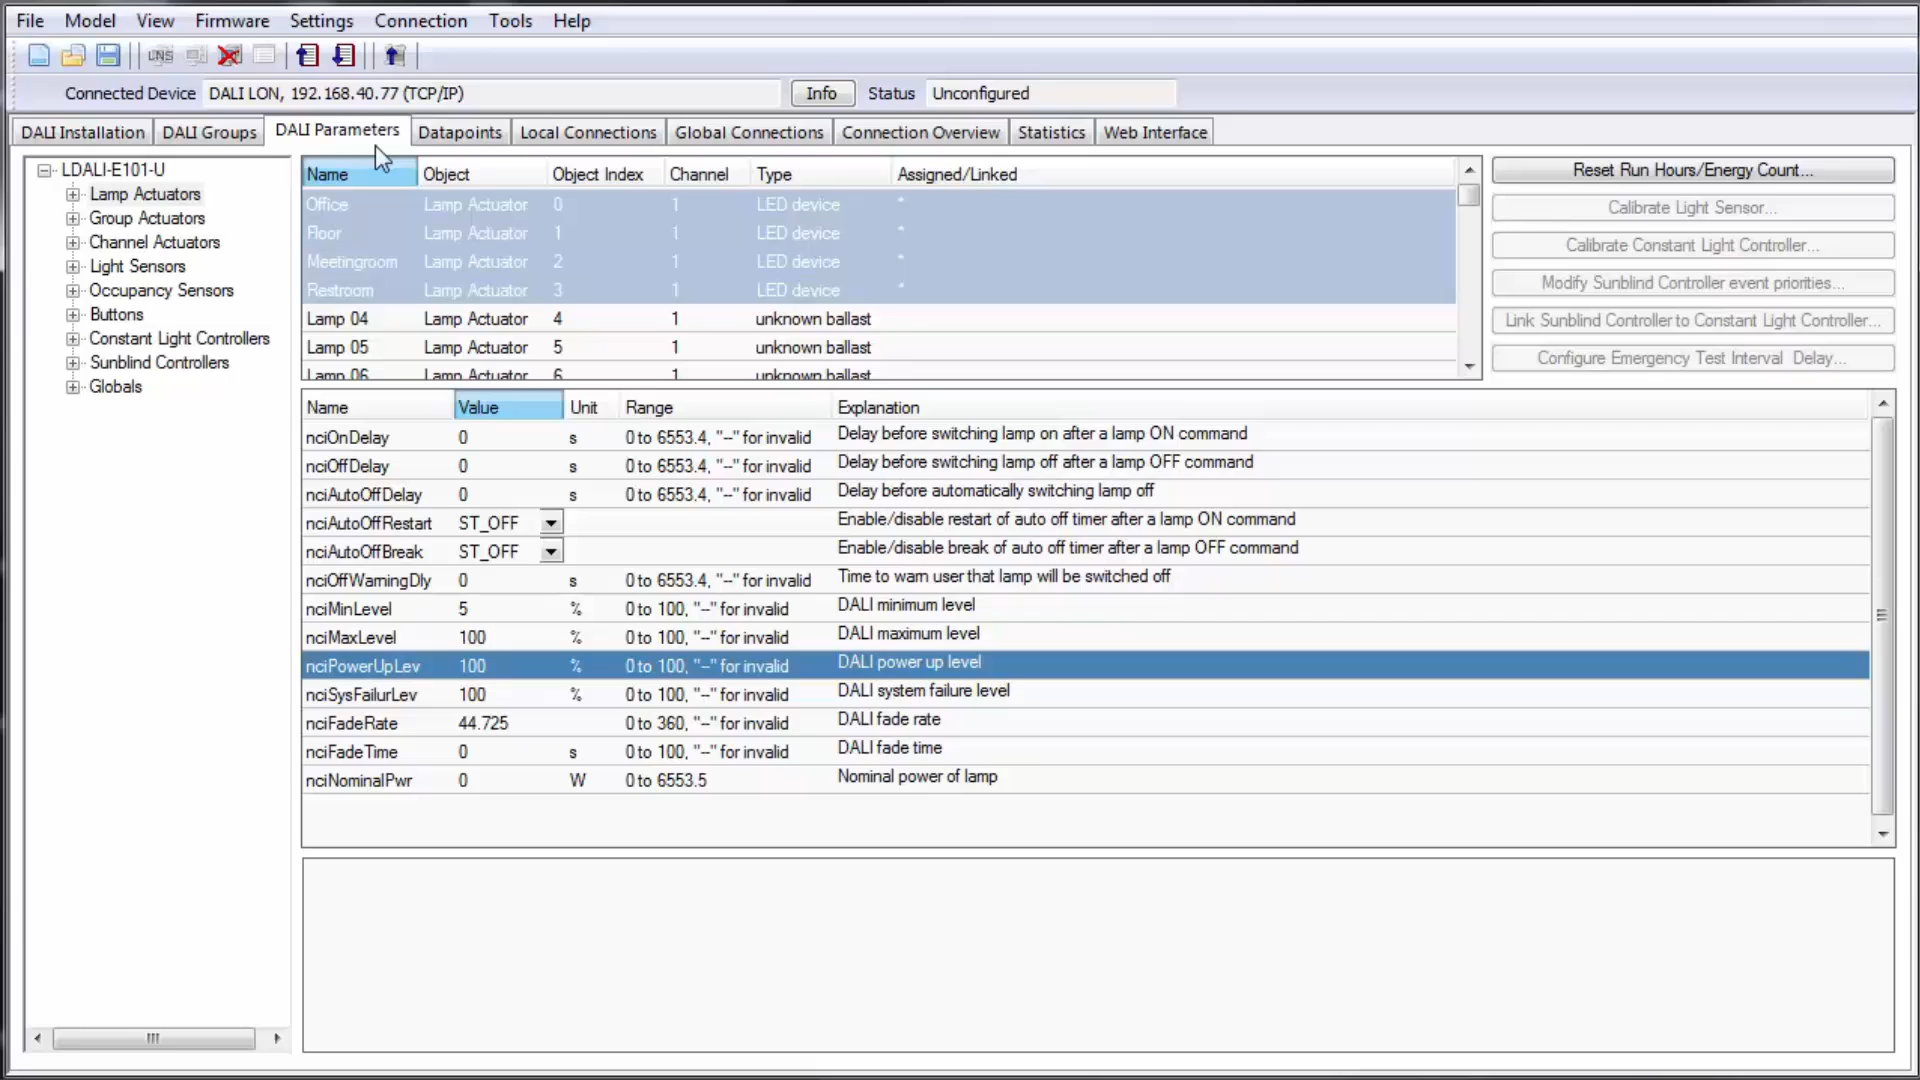 File Model View Firmware Settings Connection Tools Help
LNS
Connected Device DALI LON, 192.168.40.77 (TCP/IP) Info Status Unconfigured
DALI Installation DALI Groups DALI Parameters Datapoints Local Connections Global Connections Connection Overview Statistics Web Interface
LDALI-E101-U
Lamp Actuators
Group Actuators
Channel Actuators
Light Sensors
Occupancy Sensors
Buttons
Constant Light Controllers
Sunblind Controllers
Globals
Name Object Object Index Channel Type Assigned/Linked
Office Lamp Actuator 0 1 LED device *
Floor Lamp Actuator 1 1 LED device *
Meetingroom Lamp Actuator 2 1 LED device *
Restroom Lamp Actuator 3 1 LED device *
Lamp 04 Lamp Actuator 4 1 unknown ballast
Lamp 05 Lamp Actuator 5 1 unknown ballast
Lamp 06 Lamp Actuator 6 1 unknown ballast
Reset Run Hours/Energy Count...
Calibrate Light Sensor...
Calibrate Constant Light Controller...
Modify Sunblind Controller event priorities...
Link Sunblind Controller to Constant Light Controller...
Configure Emergency Test Interval Delay...
Name Value Unit Range Explanation
nciOnDelay 0 s 0 to 6553.4, "--" for invalid Delay before switching lamp on after a lamp ON command
nciOffDelay 0 s 0 to 6553.4, "--" for invalid Delay before switching lamp off after a lamp OFF command
nciAutoOffDelay 0 s 0 to 6553.4, "--" for invalid Delay before automatically switching lamp off
nciAutoOffRestart ST_OFF Enable/disable restart of auto off timer after a lamp ON command
nciAutoOffBreak ST_OFF Enable/disable break of auto off timer after a lamp OFF command
nciOffWarningDly 0 s 0 to 6553.4, "--" for invalid Time to warn user that lamp will be switched off
nciMinLevel 5 % 0 to 100, "--" for invalid DALI minimum level
nciMaxLevel 100 % 0 to 100, "--" for invalid DALI maximum level
nciPowerUpLev 100 % 0 to 100, "--" for invalid DALI power up level
nciSysFailurLev 100 % 0 to 100, "--" for invalid DALI system failure level
nciFadeRate 44.725 0 to 360, "--" for invalid DALI fade rate
nciFadeTime 0 s 0 to 100, "--" for invalid DALI fade time
nciNominalPwr 0 W 0 to 6553.5 Nominal power of lamp